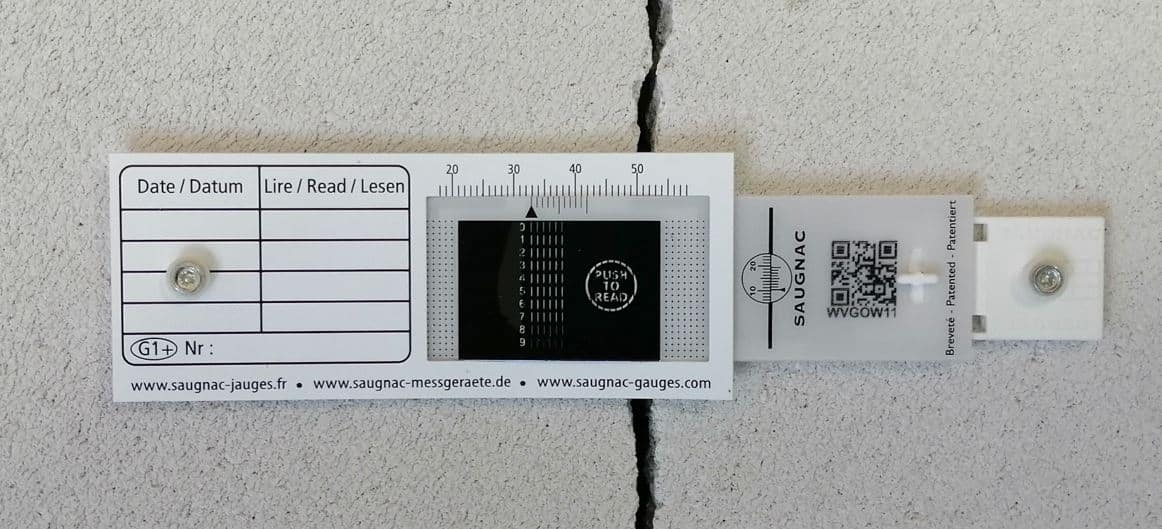 Date / Datum
Lire / Read / Lesen
G1+ Nr :
20 30 40 50
0
1
2
3
4
5
6
7
8
9
PUSH
TO
READ
www.saugnac-jauges.fr • www.saugnac-messgeraete.de • www.saugnac-gauges.com
10 20
SAUGNAC
WVGOW11
Breveté - Patented - Patentiert